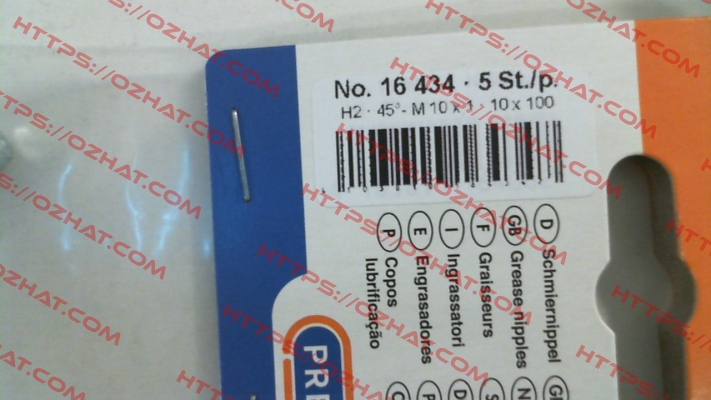 No. 16 434 · 5 St./p.
H2 · 45°- M 10 x 1 10 x 100
D Schmiernippel
GB Grease-nipples
F Graisseurs
I Ingrassatori
E Engrasadores
P Copos
lubrificação
HTTPS://OZHAT.COM